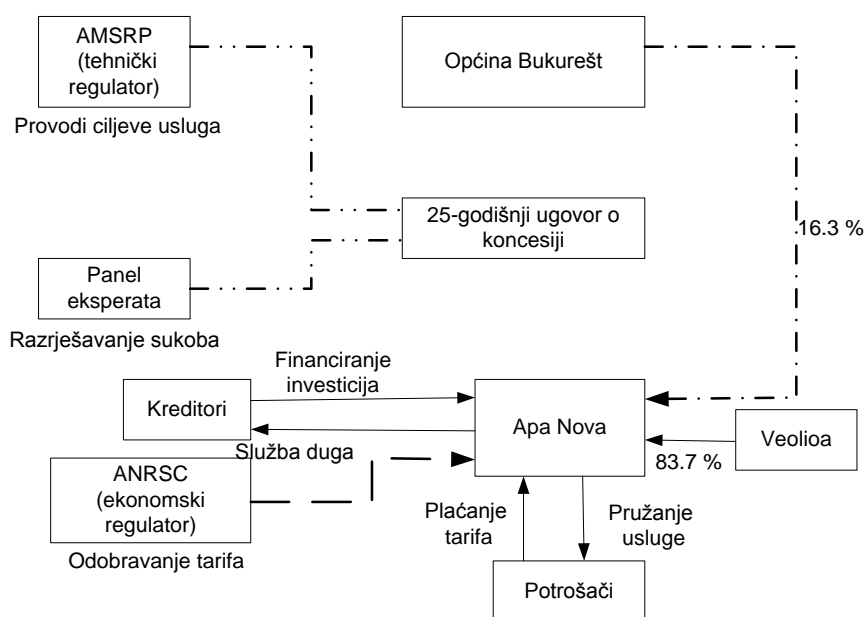 AMSRP
(tehnički
regulator)
Provodi ciljeve usluga
Općina Bukurešt
25-godišnji ugovor o
koncesiji
16.3 %
Panel
eksperata
Razrješavanje sukoba
Financiranje
investicija
Kreditori
Služba duga
Apa Nova
Veolioa
83.7 %
ANRSC
(ekonomski
regulator)
Odobravanje tarifa
Plaćanje
tarifa
Pružanje
usluge
Potrošači